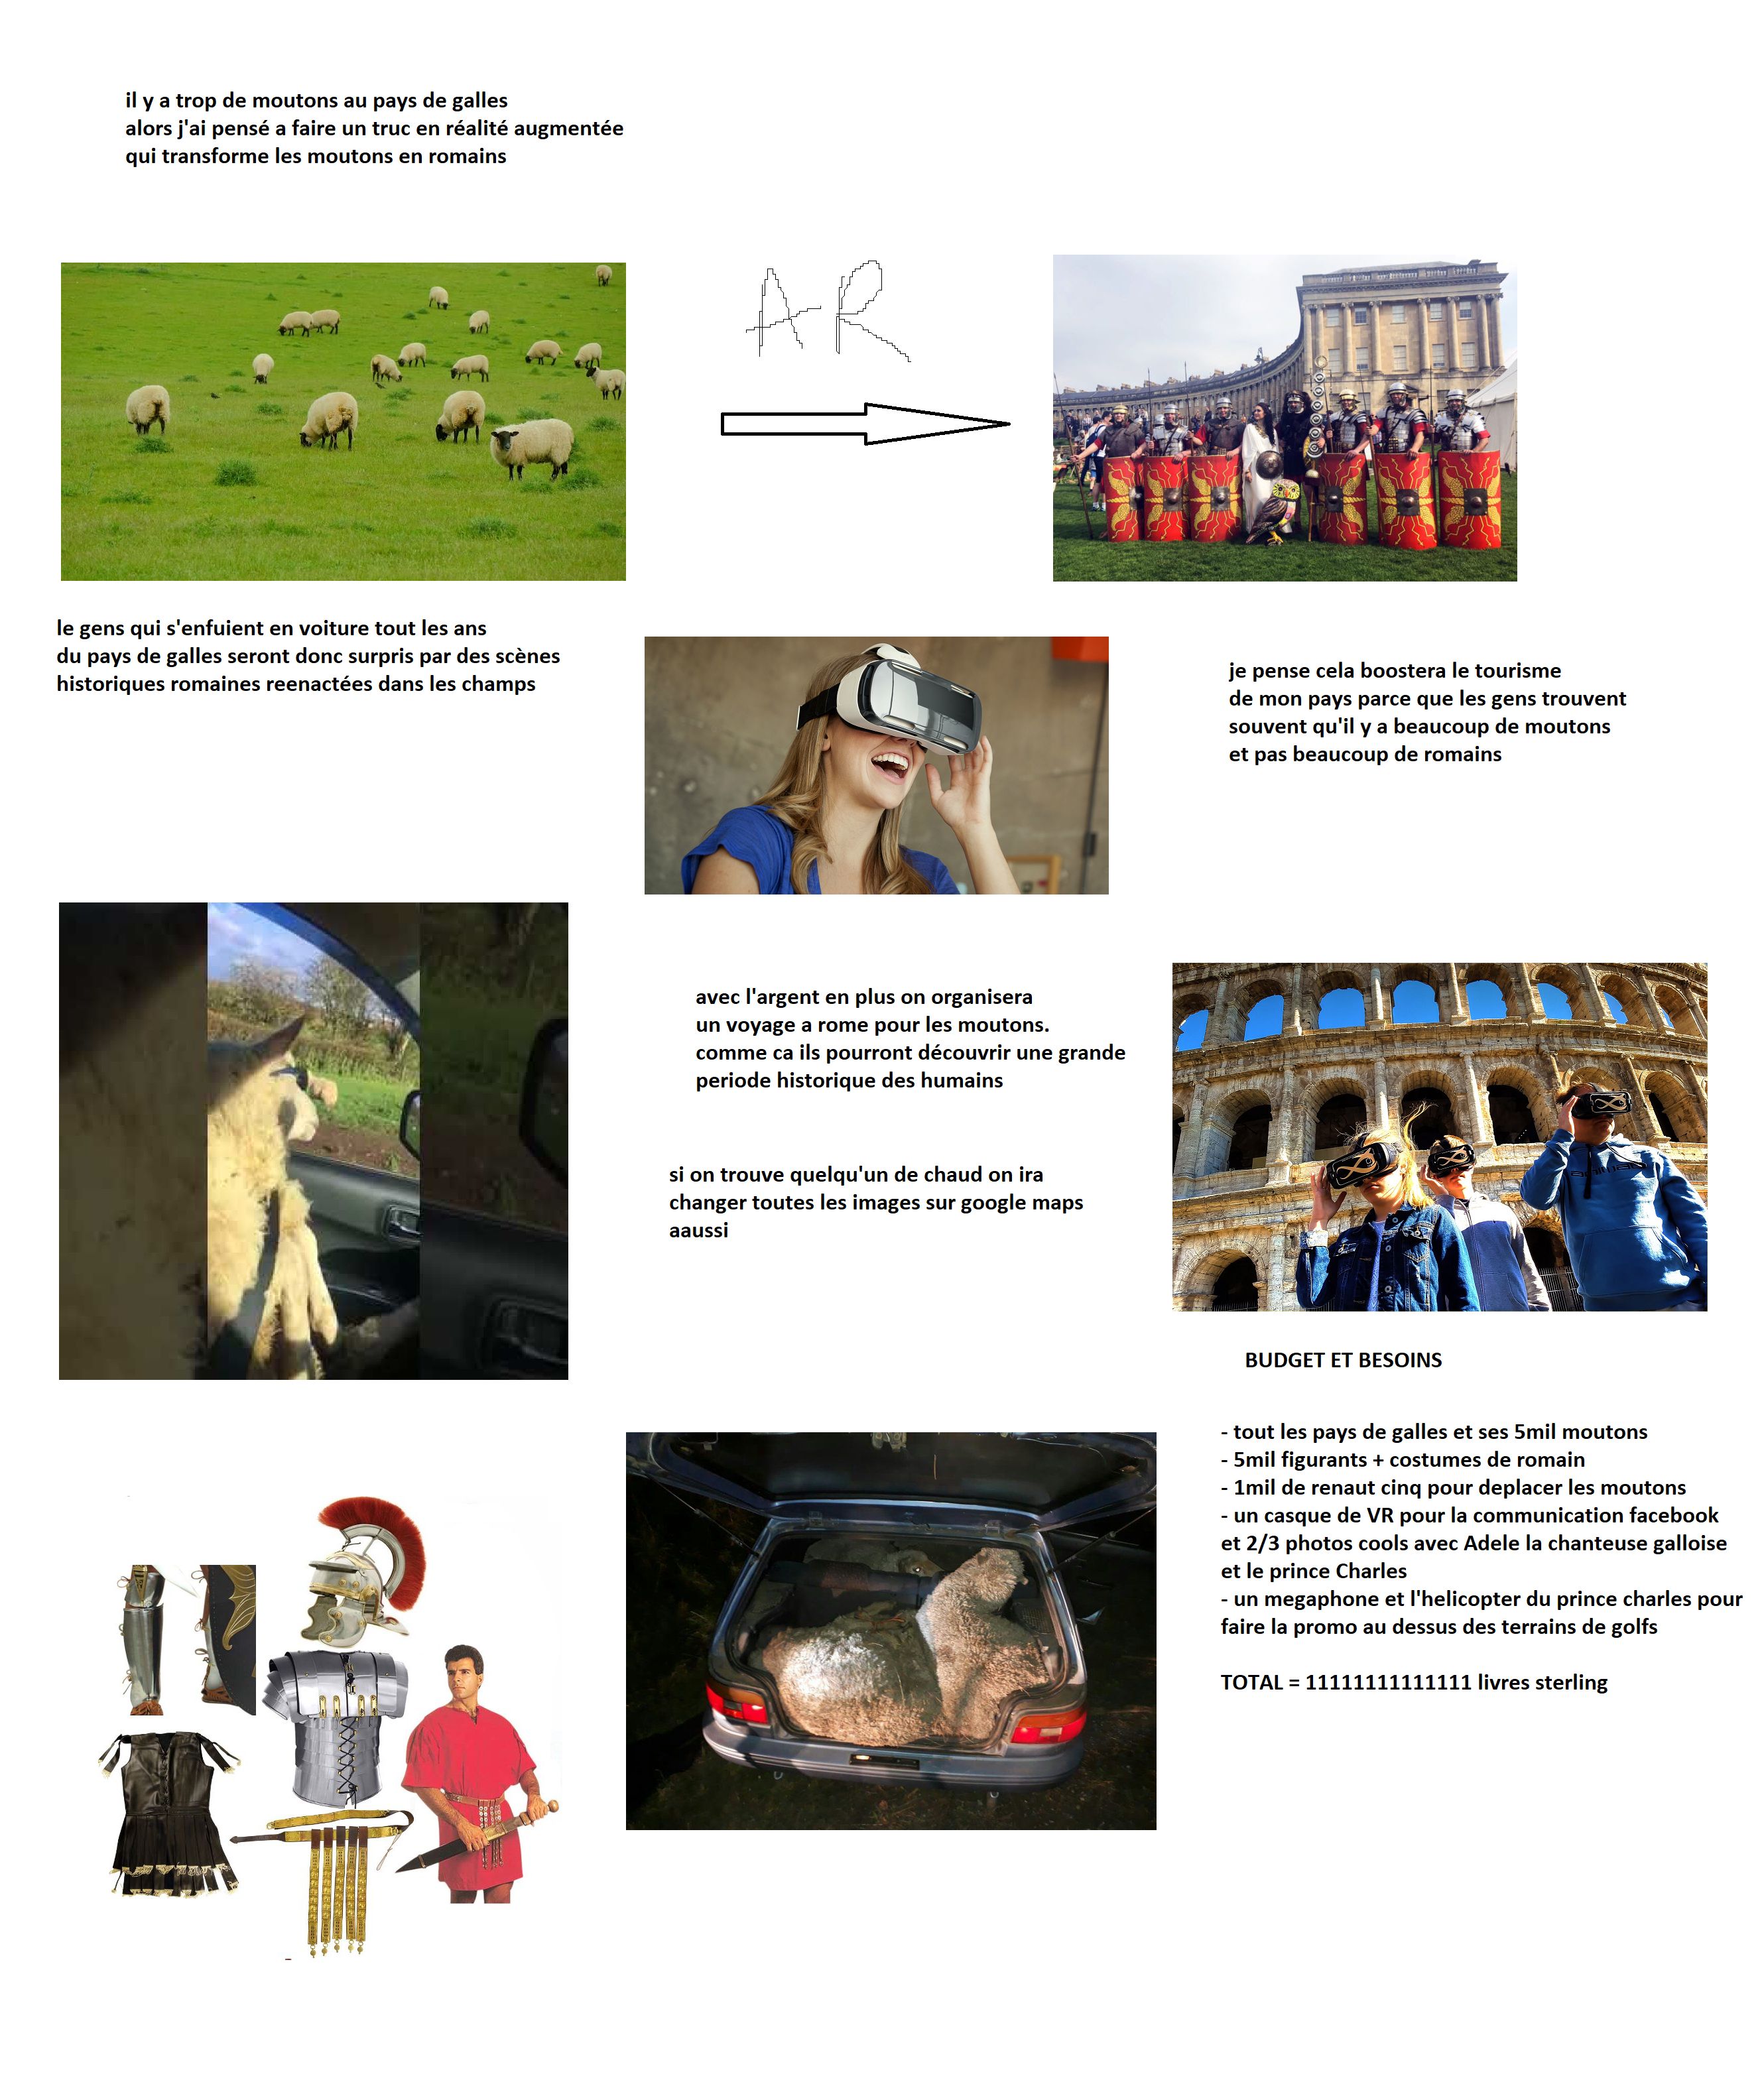 il y a trop de moutons au pays de galles
alors j'ai pensé a faire un truc en réalité augmentée
qui transforme les moutons en romains
AR
le gens qui s'enfuient en voiture tout les ans
du pays de galles seront donc surpris par des scènes
historiques romaines reenactées dans les champs
je pense cela boostera le tourisme
de mon pays parce que les gens trouvent
souvent qu'il y a beaucoup de moutons
et pas beaucoup de romains
avec l'argent en plus on organisera
un voyage a rome pour les moutons.
comme ca ils pourront découvrir une grande
periode historique des humains
si on trouve quelqu'un de chaud on ira
changer toutes les images sur google maps
aaussi
BUDGET ET BESOINS
- tout les pays de galles et ses 5mil moutons
- 5mil figurants + costumes de romain
- 1mil de renaut cinq pour deplacer les moutons
- un casque de VR pour la communication facebook
et 2/3 photos cools avec Adele la chanteuse galloise
et le prince Charles
- un megaphone et l'helicopter du prince charles pour
faire la promo au dessus des terrains de golfs
TOTAL = 11111111111111 livres sterling